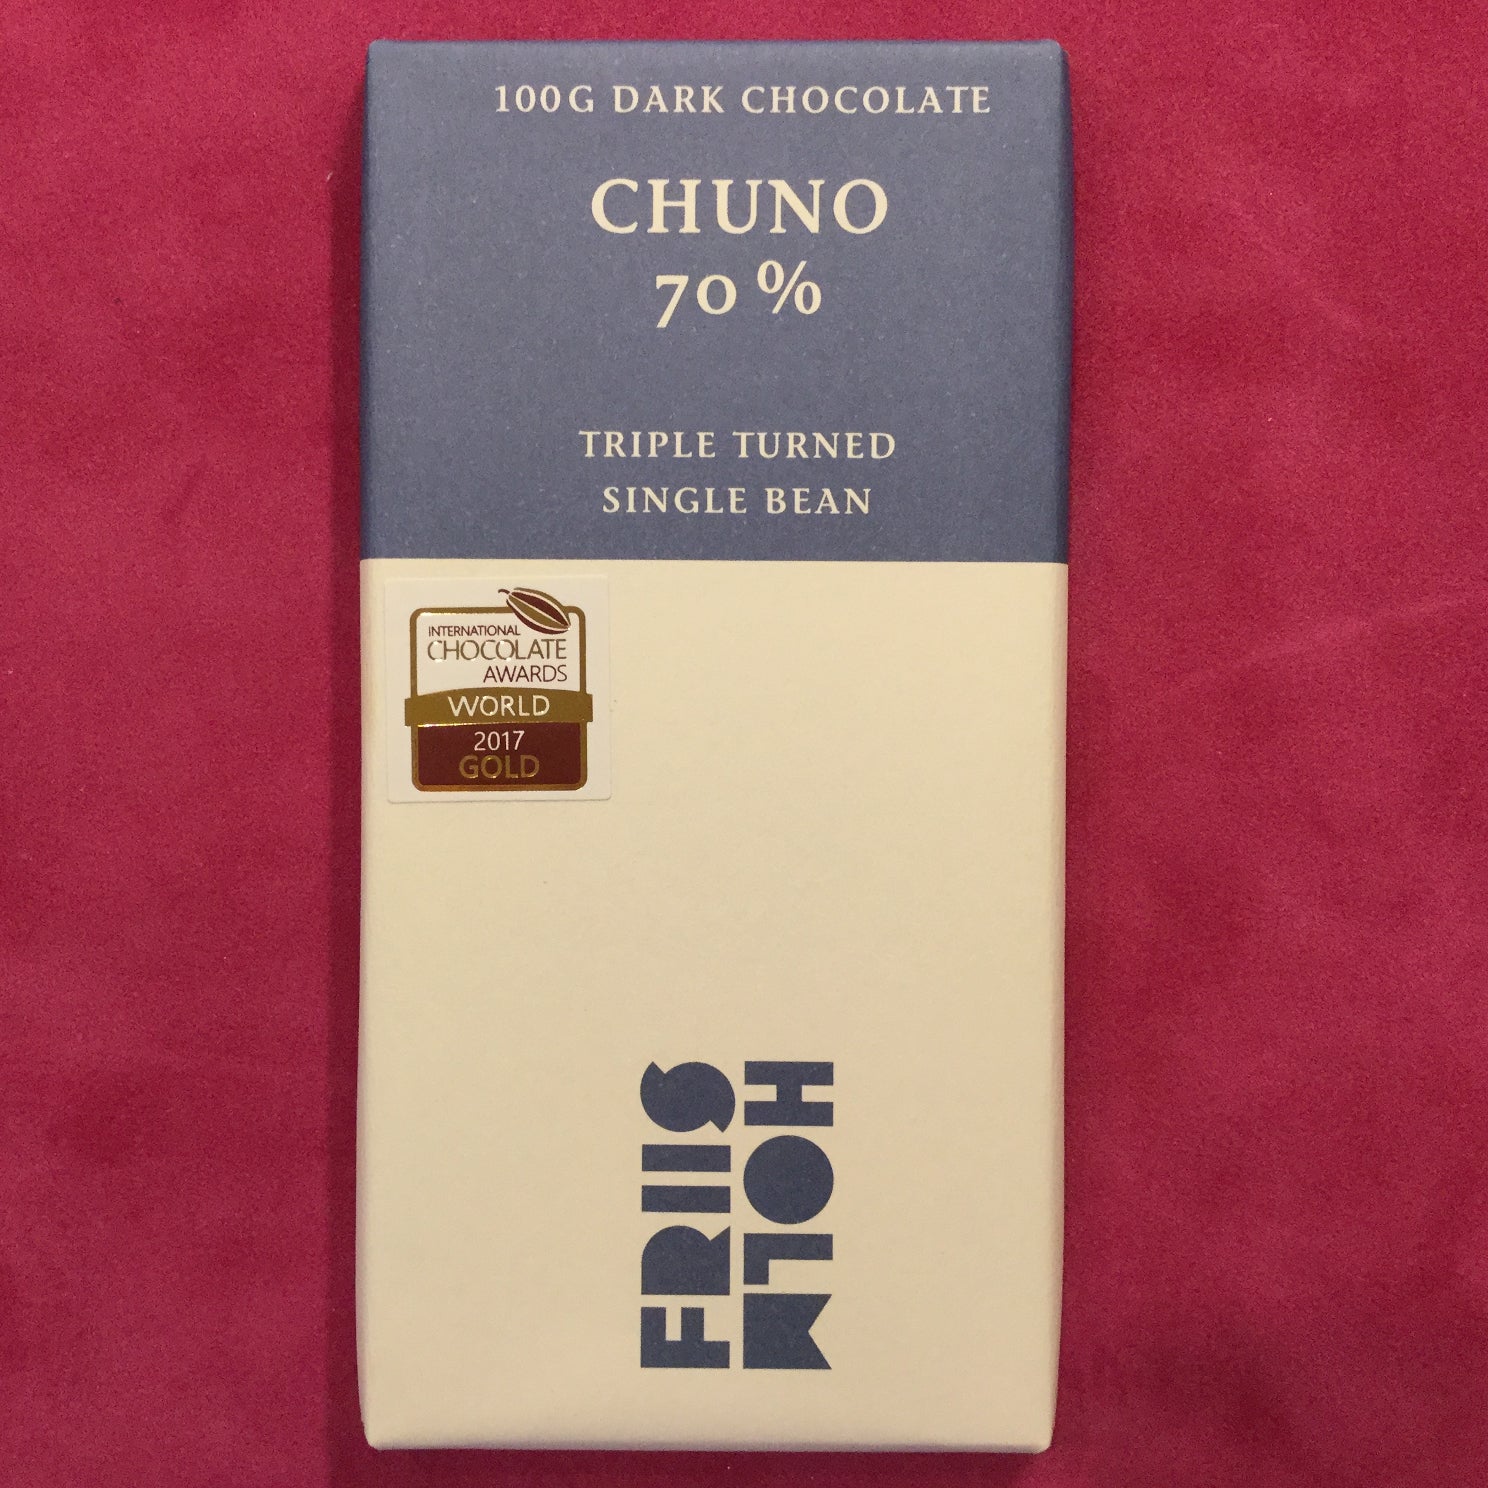 100G DARK CHOCOLATE
CHUNO
70%
TRIPLE TURNED
SINGLE BEAN
INTERNATIONAL
CHOCOLATE
AWARDS
WORLD
2017
GOLD
FRIIS
HOLM